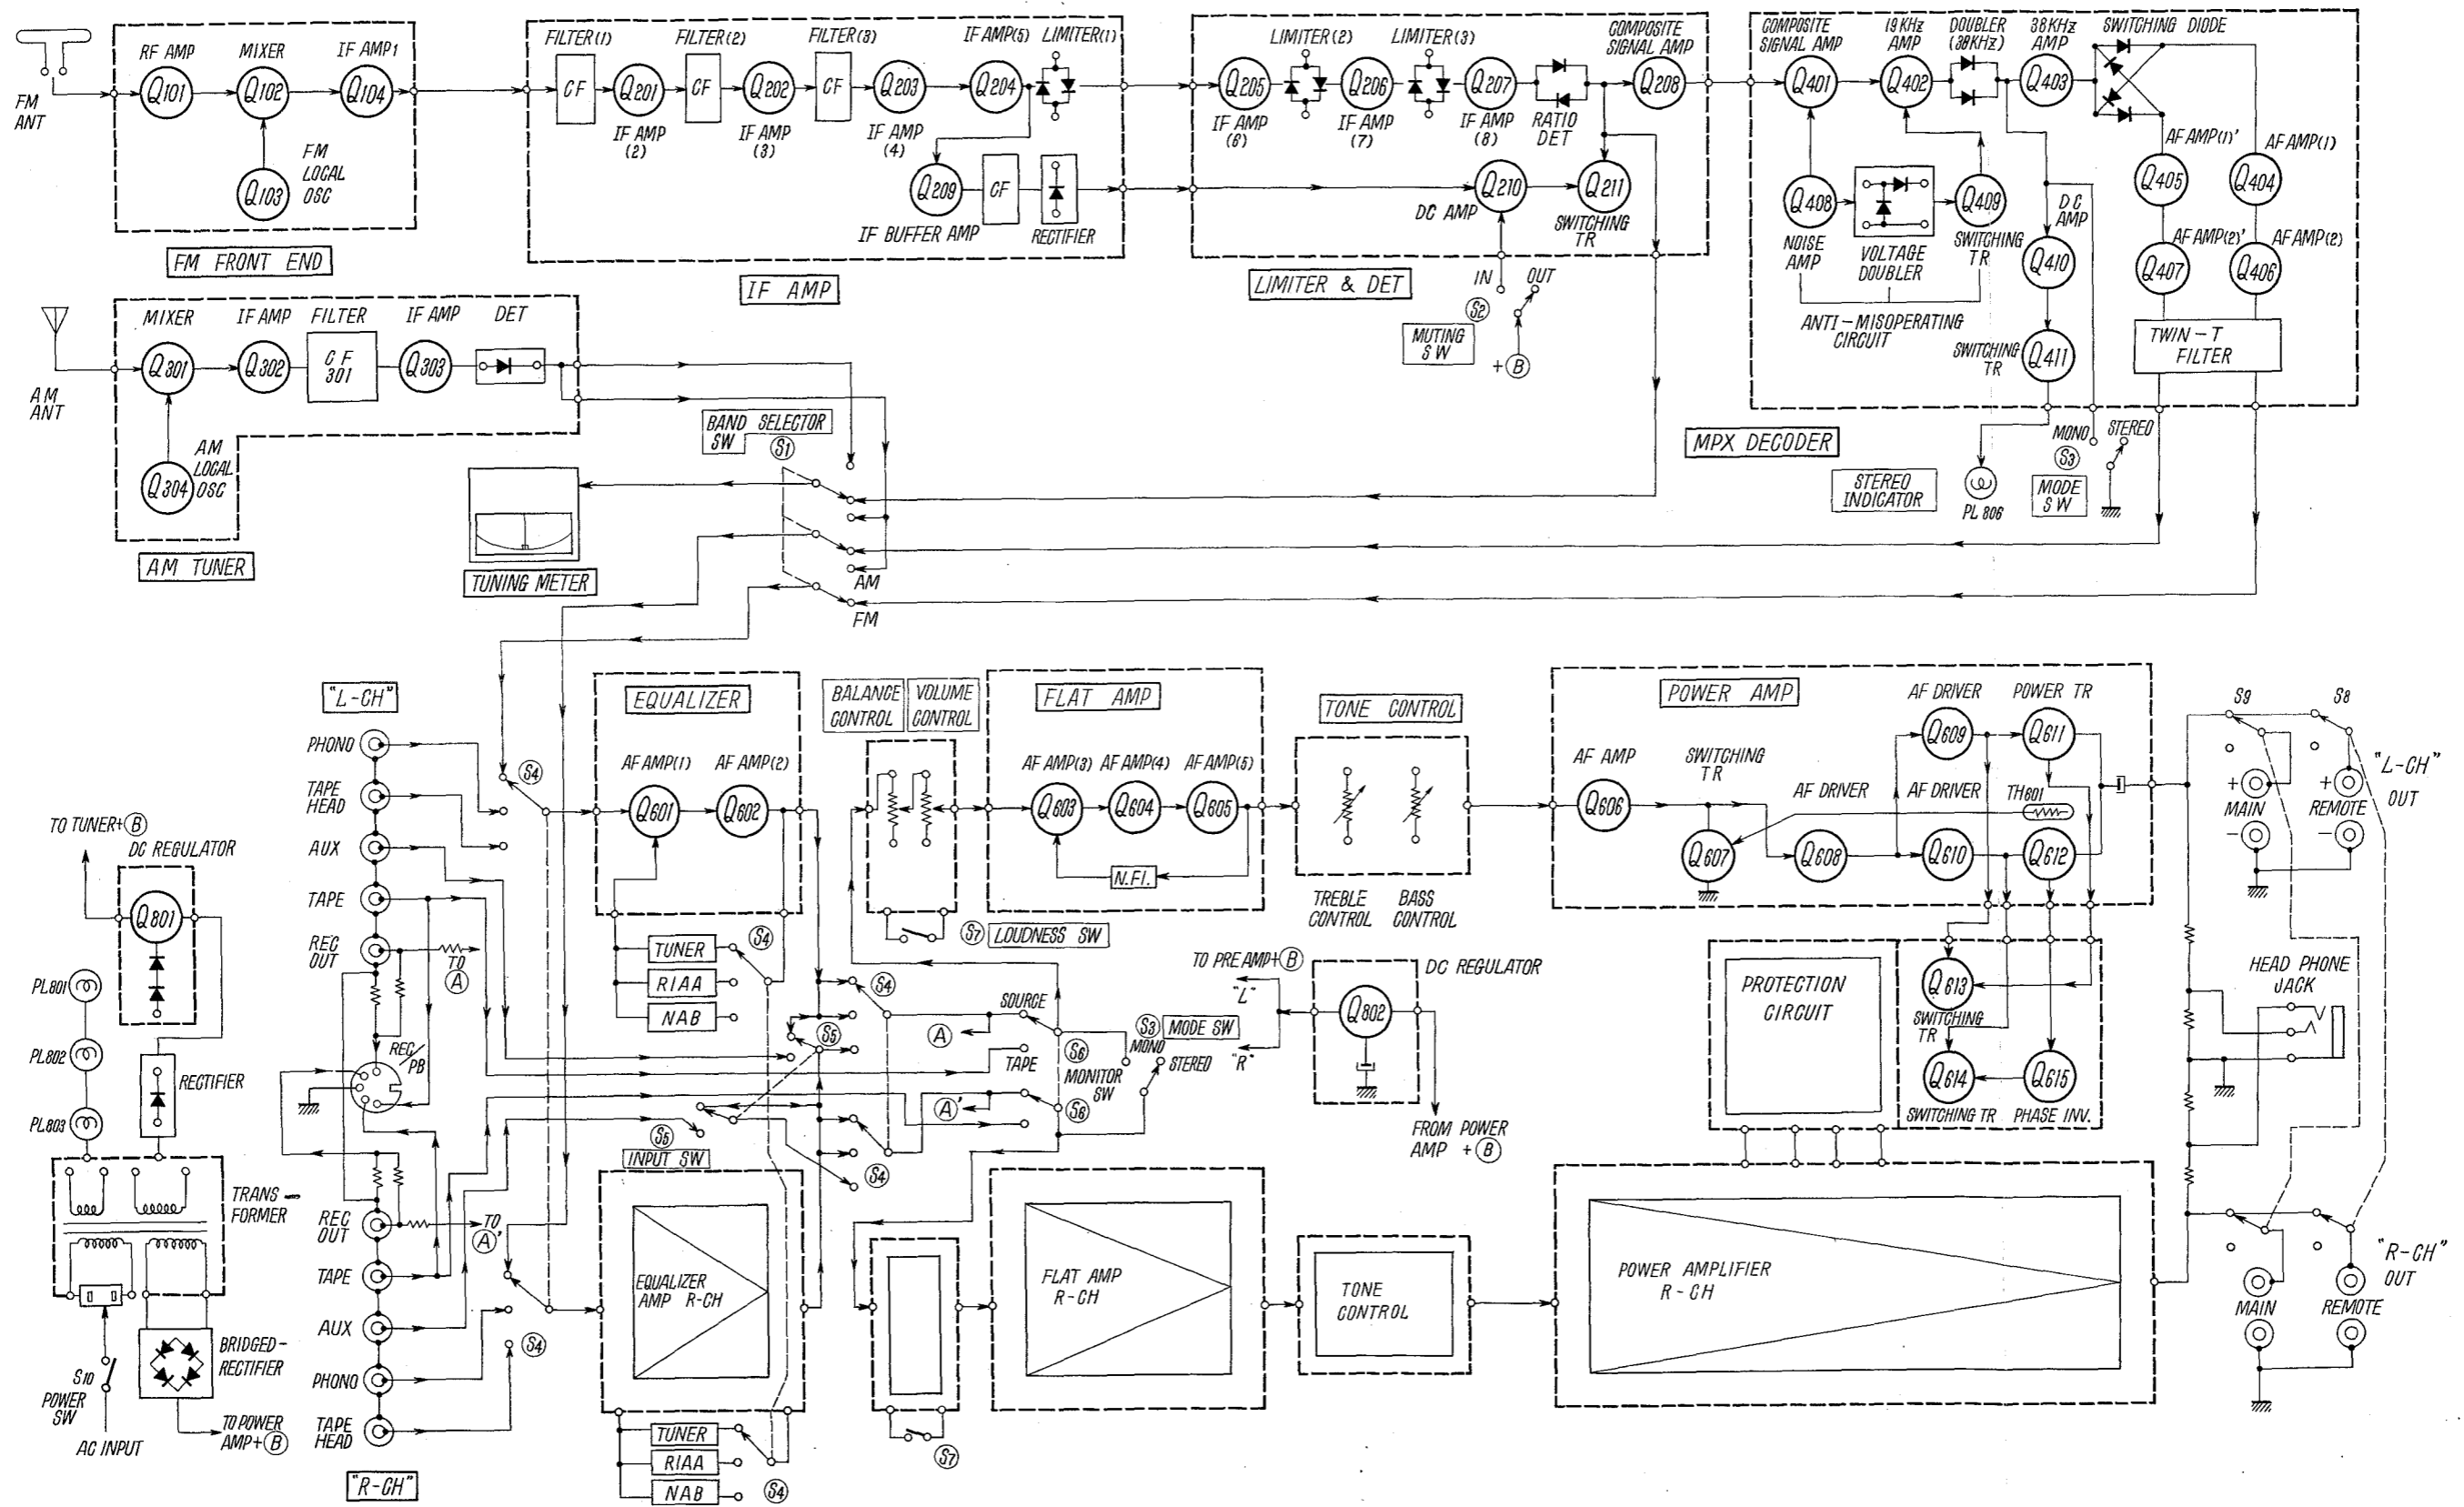 FM
ANT
RF AMP
Q101
MIXER
Q102
IF AMP1
Q104
FM
LOCAL
OSC
Q103
FM FRONT END
FILTER(1)
CF
Q201
IF AMP
(2)
FILTER(2)
CF
Q202
IF AMP
(3)
FILTER(3)
CF
Q203
IF AMP
(4)
IF AMP(5)
Q204
LIMITER(1)
Q209
IF BUFFER AMP
CF
RECTIFIER
IF AMP
Q205
IF AMP
(6)
LIMITER(2)
Q206
IF AMP
(7)
LIMITER(3)
Q207
IF AMP
(8)
RATIO
DET
COMPOSITE
SIGNAL AMP
Q208
Q210
DC AMP
Q211
SWITCHING
TR
LIMITER & DET
IN
OUT
S2
MUTING
SW
+B
COMPOSITE
SIGNAL AMP
Q401
19KHz
AMP
Q402
DOUBLER
(38KHz)
38KHz
AMP
Q403
SWITCHING DIODE
Q408
NOISE
AMP
VOLTAGE
DOUBLER
Q409
SWITCHING
TR
ANTI-MISOPERATING
CIRCUIT
DC
AMP
Q410
SWITCHING
TR
Q411
AF AMP(1)'
Q405
AF AMP(1)
Q404
AF AMP(2)'
Q407
AF AMP(2)
Q406
TWIN-T
FILTER
MPX DECODER
STEREO
INDICATOR
PL 806
MONO
STEREO
S3
MODE
SW
AM
ANT
MIXER
Q301
IF AMP
Q302
FILTER
CF
301
IF AMP
Q303
DET
AM
LOCAL
OSC
Q304
AM TUNER
BAND SELECTOR
SW
S1
TUNING METER
AM
FM
"L-CH"
PHONO
TAPE
HEAD
AUX
TAPE
REC
OUT
TO
A
REC/
PB
S4
EQUALIZER
AF AMP(1)
Q601
AF AMP(2)
Q602
TUNER
RIAA
NAB
S4
BALANCE
CONTROL
VOLUME
CONTROL
S7
LOUDNESS SW
FLAT AMP
AF AMP(3)
Q603
AF AMP(4)
Q604
AF AMP(5)
Q605
N.FI.
TONE CONTROL
TREBLE
CONTROL
BASS
CONTROL
POWER AMP
AF AMP
Q606
SWITCHING
TR
Q607
AF DRIVER
Q608
AF DRIVER
Q609
AF DRIVER
Q610
POWER TR
Q611
TH601
Q612
S9
S8
"L-CH"
OUT
+
MAIN
-
+
REMOTE
-
HEAD PHONE
JACK
PROTECTION
CIRCUIT
Q613
SWITCHING
TR
Q614
SWITCHING TR
Q615
PHASE INV.
TO PRE AMP+B
"L"
"R"
DC REGULATOR
Q802
FROM POWER
AMP +B
S4
S5
A
SOURCE
TAPE
S6
MONITOR
SW
S3
MODE SW
MONO
STEREO
A'
S6
S5
INPUT SW
S4
TO TUNER+B
DC REGULATOR
Q801
PL801
PL802
PL803
RECTIFIER
TRANS-
FORMER
BRIDGED-
RECTIFIER
S10
POWER
SW
AC INPUT
TO POWER
AMP+B
REC
OUT
TO
A'
TAPE
AUX
PHONO
TAPE
HEAD
"R-CH"
S4
EQUALIZER
AMP R-CH
TUNER
RIAA
NAB
S4
S7
FLAT AMP
R-CH
TONE
CONTROL
POWER AMPLIFIER
R-CH
"R-CH"
OUT
MAIN
REMOTE